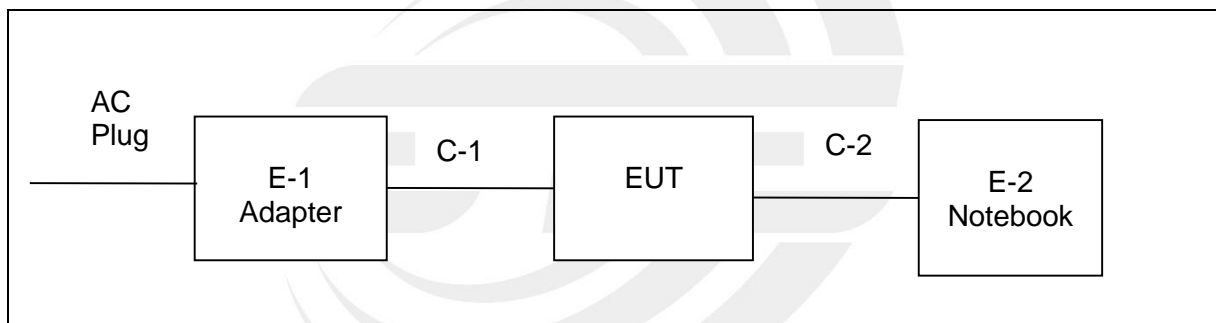 AC
Plug
E-1
Adapter
C-1
EUT
C-2
E-2
Notebook